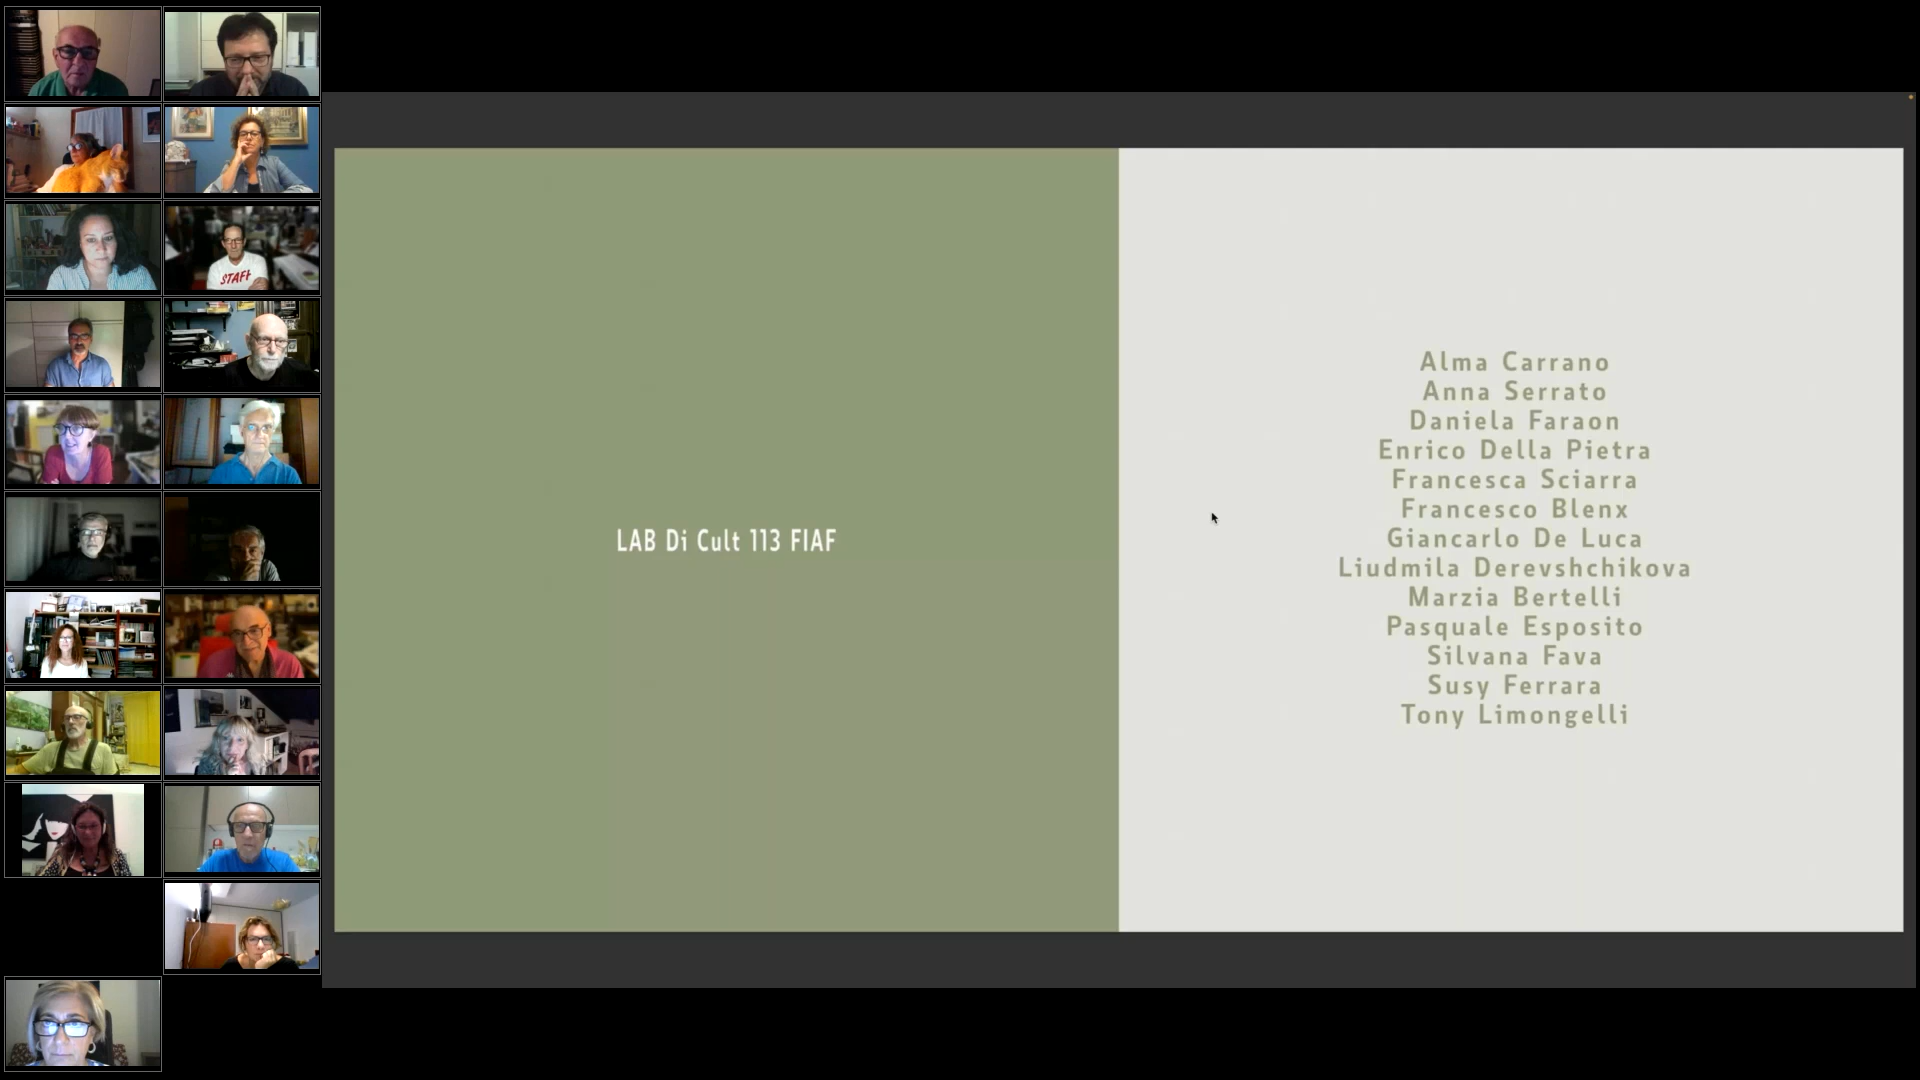 STAFF
LAB Di Cult 113 FIAF
Alma Carrano
Anna Serrato
Daniela Faraon
Enrico Della Pietra
Francesca Sciarra
Francesco Blenx
Giancarlo De Luca
Liudmila Derevshchikova
Marzia Bertelli
Pasquale Esposito
Silvana Fava
Susy Ferrara
Tony Limongelli